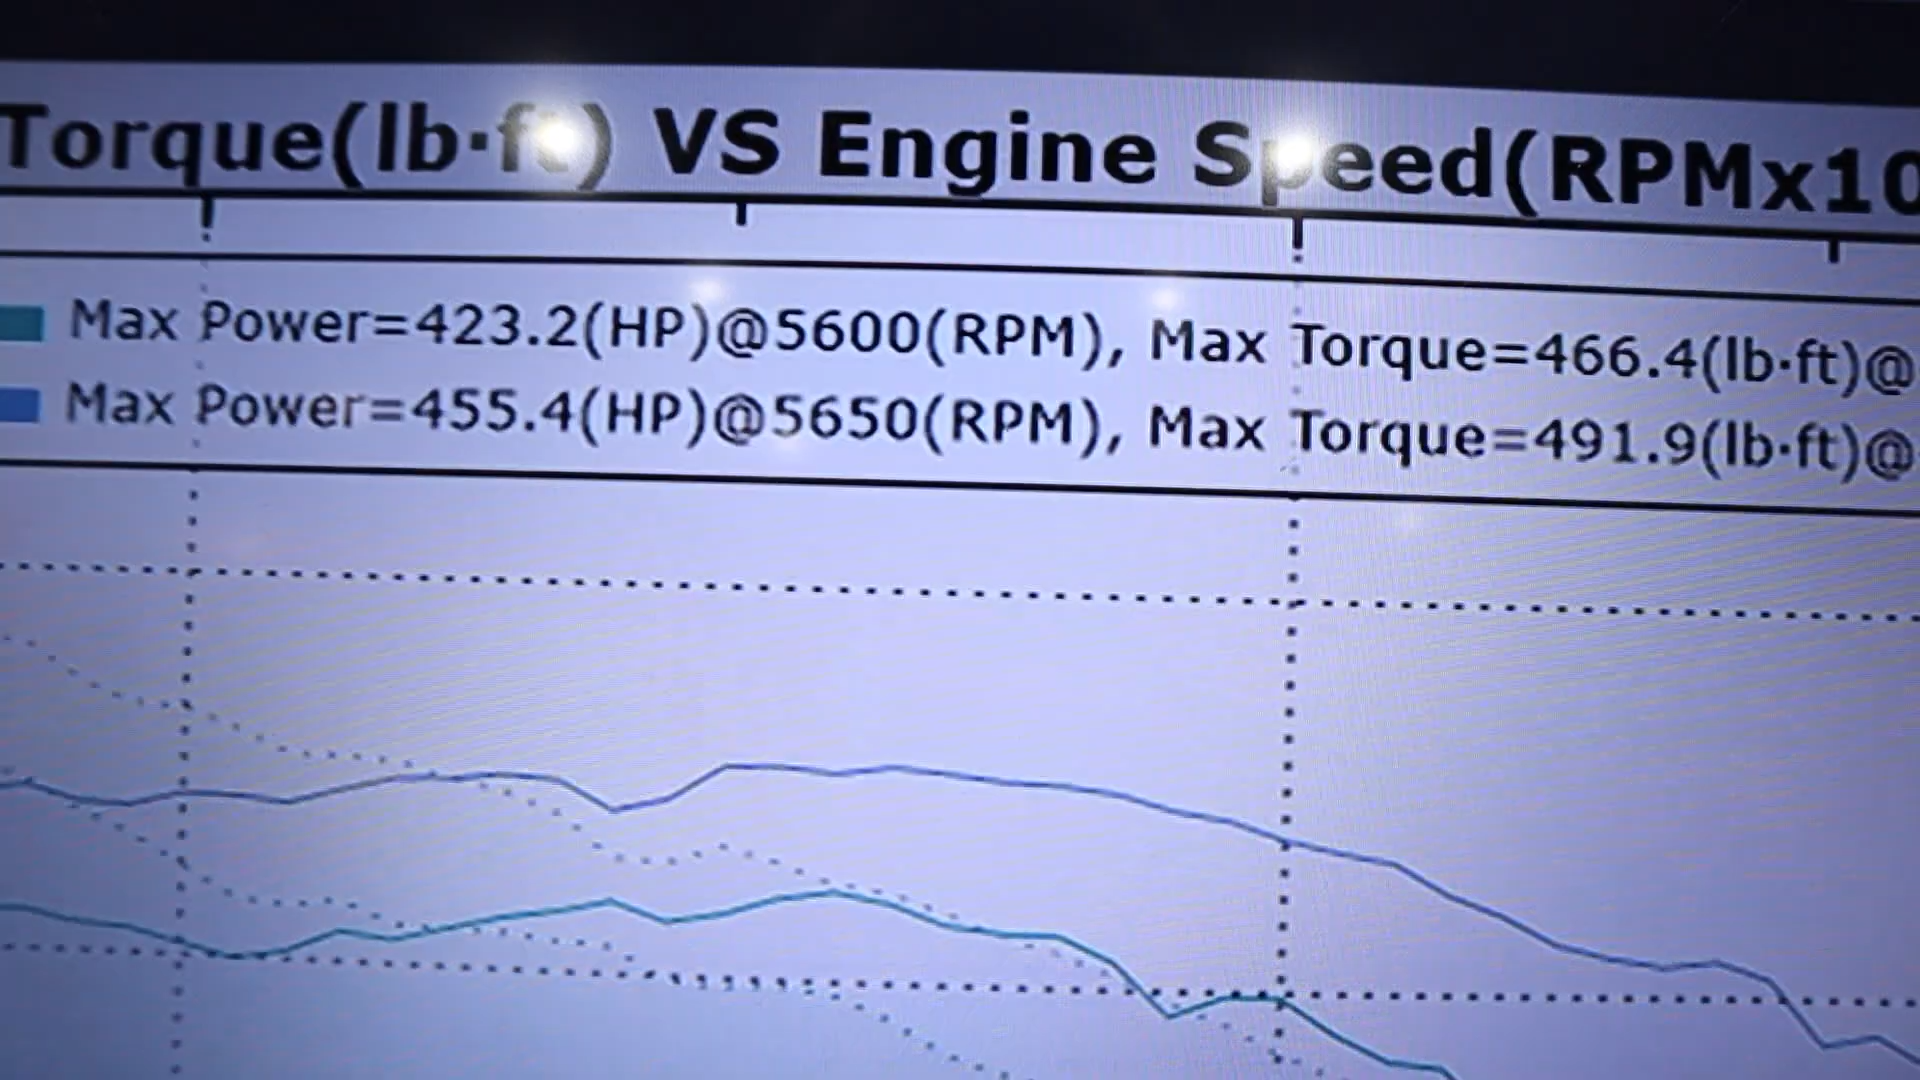 Torque(lb·ft) VS Engine Speed(RPMx10
Max Power=423.2(HP)@5600(RPM), Max Torque=466.4(lb·ft)@
Max Power=455.4(HP)@5650(RPM), Max Torque=491.9(lb·ft)@